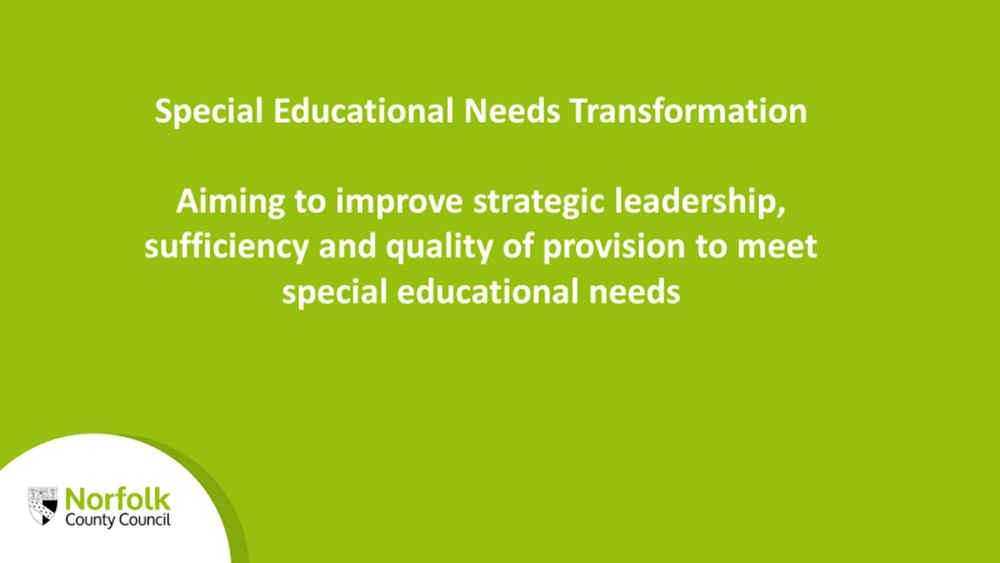 Special Educational Needs Transformation
Aiming to improve strategic leadership,
sufficiency and quality of provision to meet
special educational needs
Norfolk
County Council